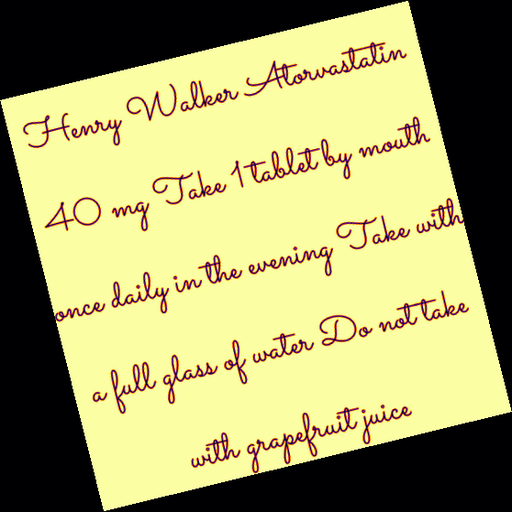 Henry Walker Atorvastatin
40 mg Take 1 tablet by mouth
once daily in the evening Take with
a full glass of water Do not take
with grapefruit juice